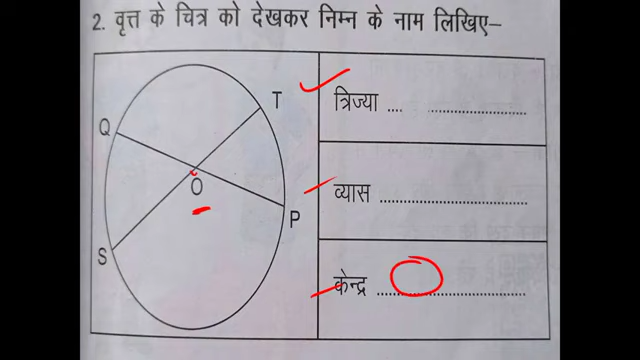 2. वृत्त के चित्र को देखकर निम्न के नाम लिखिए–
T
त्रिज्या .... ..........................
Q
O
व्यास ......................................
P
S
केन्द्र ......................................